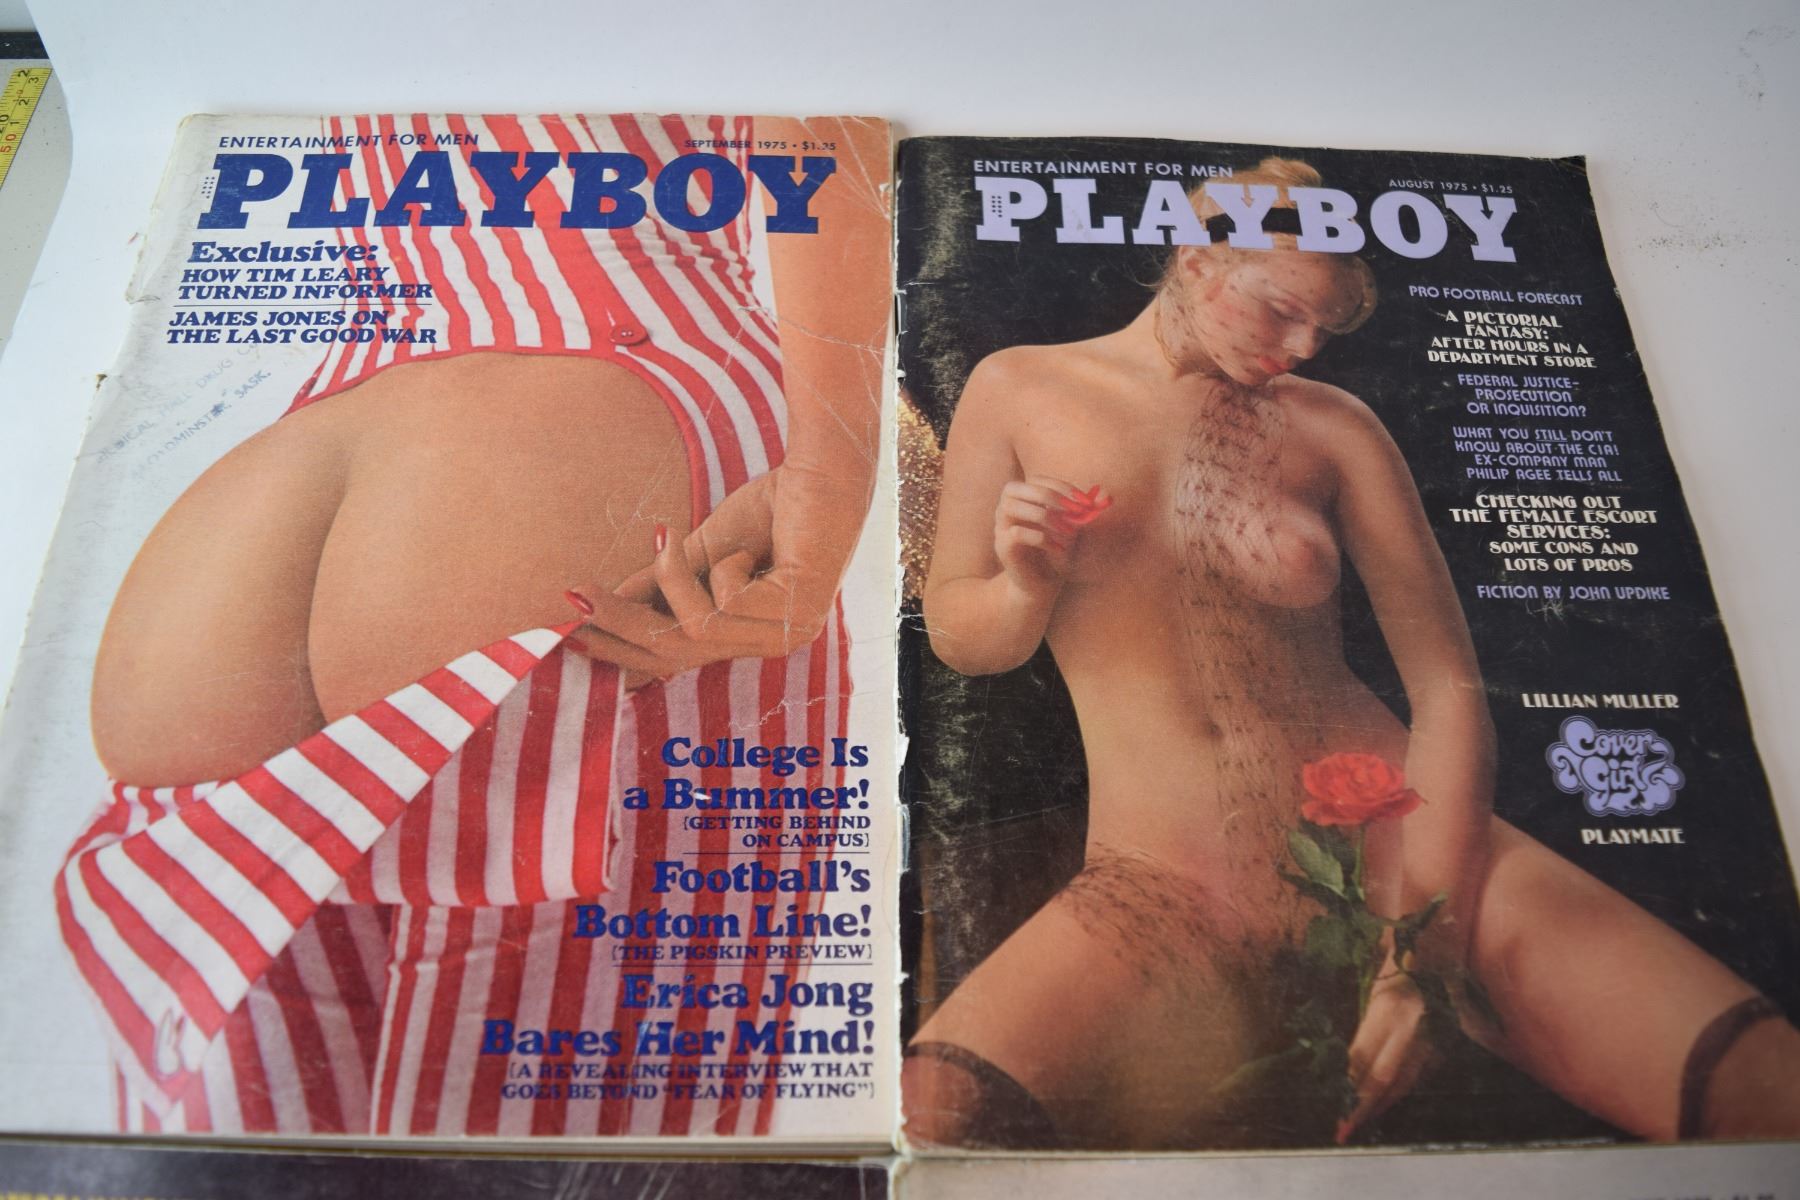 ENTERTAINMENT FOR MEN
SEPTEMBER 1975 • $1.25
PLAYBOY
Exclusive:
HOW TIM LEARY
TURNED INFORMER
JAMES JONES ON
THE LAST GOOD WAR
DRUG
SASK.
College Is
a Bummer!
(GETTING BEHIND
ON CAMPUS)
Football's
Bottom Line!
(THE PIGSKIN PREVIEW)
Erica Jong
Bares Her Mind!
(A REVEALING INTERVIEW THAT
GOES BEYOND "FEAR OF FLYING")
ENTERTAINMENT FOR MEN
AUGUST 1975 • $1.25
PLAYBOY
PRO FOOTBALL FORECAST
A PICTORIAL
FANTASY:
AFTER HOURS IN A
DEPARTMENT STORE
FEDERAL JUSTICE–
PROSECUTION
OR INQUISITION?
WHAT YOU STILL DON'T
KNOW ABOUT THE CIA!
EX-COMPANY MAN
PHILIP AGEE TELLS ALL
CHECKING OUT
THE FEMALE ESCORT
SERVICES:
SOME CONS AND
LOTS OF PROS
FICTION BY JOHN UPDIKE
LILLIAN MULLER
Cover
Girl
PLAYMATE